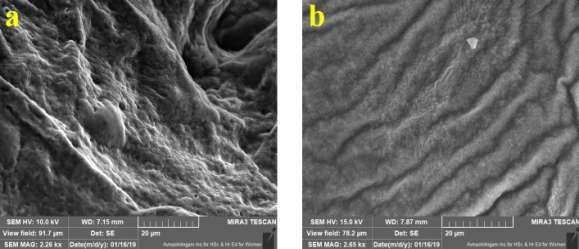 a
SEM HV: 10.0 kV WD: 7.15 mm MIRA3 TESCAN
View field: 91.7 µm Det: SE 20 µm
SEM MAG: 2.26 kx Date(m/d/y): 01/16/19
b
SEM HV: 15.0 kV WD: 7.87 mm MIRA3 TESCAN
View field: 78.2 µm Det: SE 20 µm
SEM MAG: 2.65 kx Date(m/d/y): 01/16/19